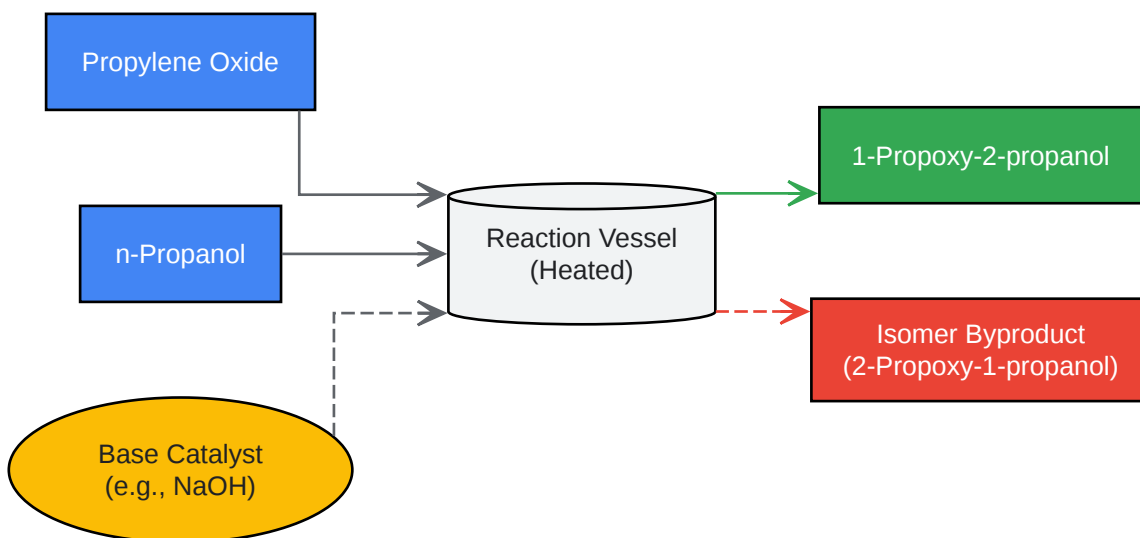 Propylene Oxide
n-Propanol
Base Catalyst
(e.g., NaOH)
Reaction Vessel
(Heated)
1-Propoxy-2-propanol
Isomer Byproduct
(2-Propoxy-1-propanol)